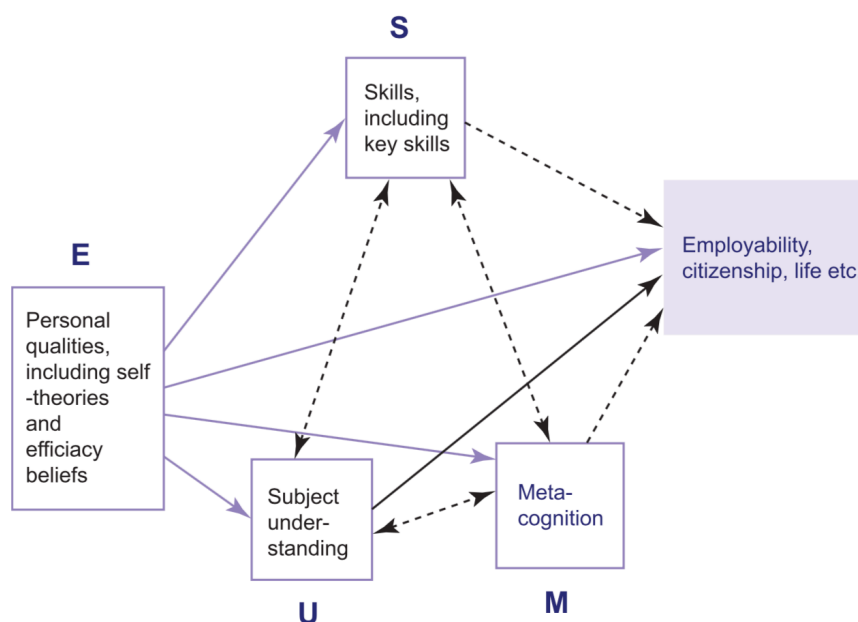 S
Skills,
including
key skills
E
Personal
qualities,
including self
-theories
and
efficiacy
beliefs
Employability,
citizenship, life etc
Subject
under-
standing
U
Meta-
cognition
M